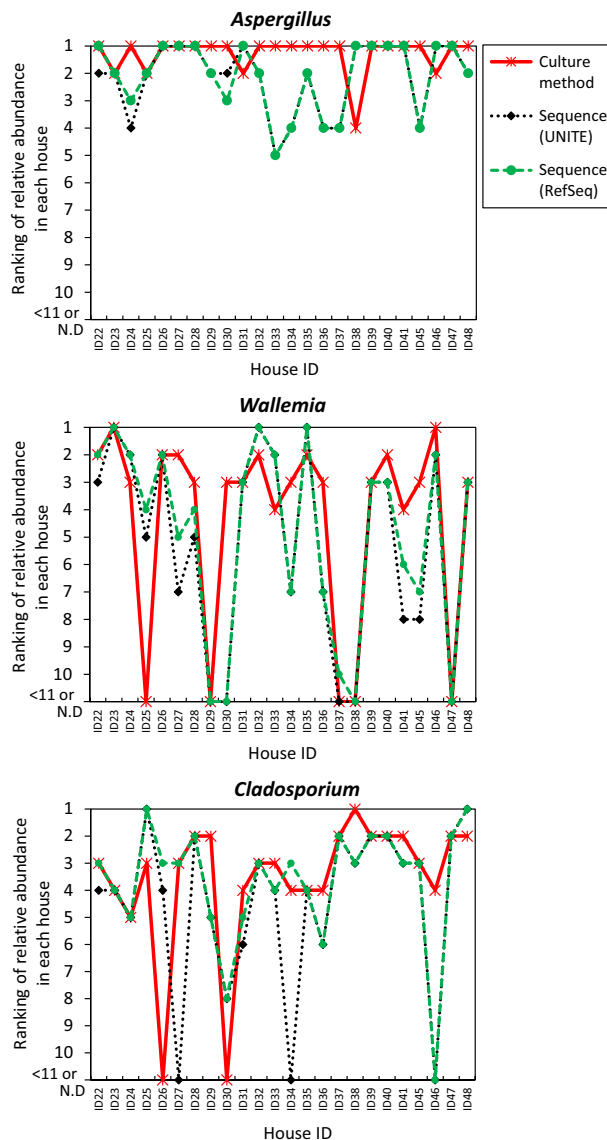 Aspergillus
Ranking of relative abundance
in each house
1
2
3
4
5
6
7
8
9
10
<11 or
N.D
ID22
ID23
ID24
ID25
ID26
ID27
ID28
ID29
ID30
ID31
ID32
ID33
ID34
ID35
ID36
ID37
ID38
ID39
ID40
ID41
ID45
ID46
ID47
ID48
House ID
Culture
method
Sequence
(UNITE)
Sequence
(RefSeq)
Wallemia
Ranking of relative abundance
in each house
1
2
3
4
5
6
7
8
9
10
<11 or
N.D
ID22
ID23
ID24
ID25
ID26
ID27
ID28
ID29
ID30
ID31
ID32
ID33
ID34
ID35
ID36
ID37
ID38
ID39
ID40
ID41
ID45
ID46
ID47
ID48
House ID
Cladosporium
Ranking of relative abundance
in each house
1
2
3
4
5
6
7
8
9
10
<11 or
N.D
ID22
ID23
ID24
ID25
ID26
ID27
ID28
ID29
ID30
ID31
ID32
ID33
ID34
ID35
ID36
ID37
ID38
ID39
ID40
ID41
ID45
ID46
ID47
ID48
House ID